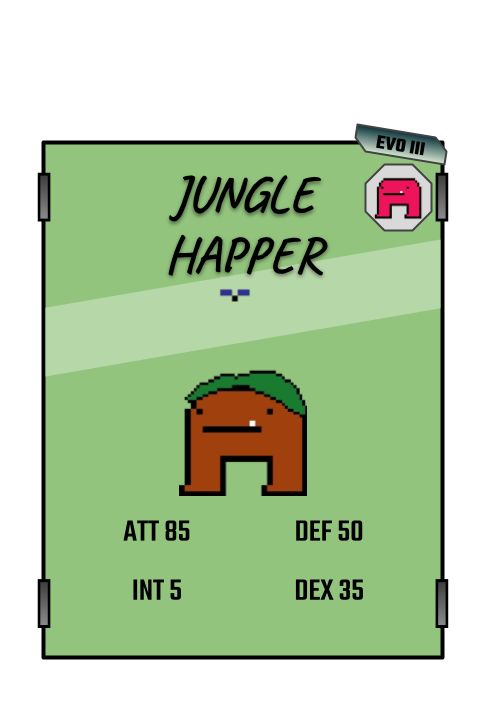 EVO III
JUNGLE
HAPPER
ATT 85 DEF 50
INT 5 DEX 35